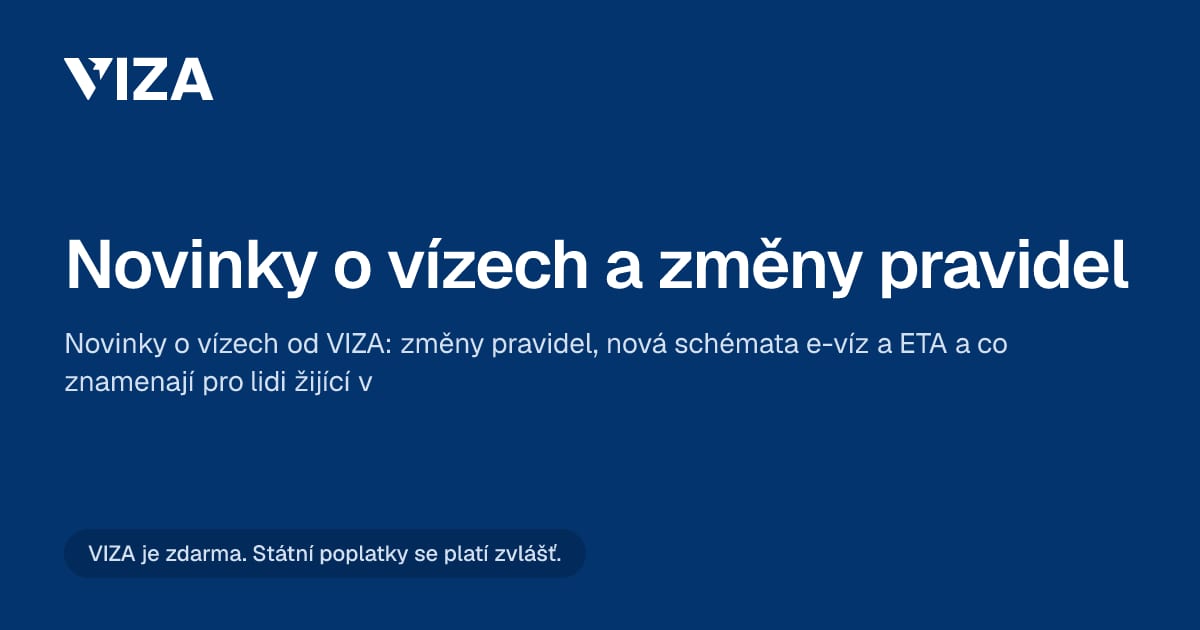 VIZA
Novinky o vízech a změny pravidel
Novinky o vízech od VIZA: změny pravidel, nová schémata e-víz a ETA a co
znamenají pro lidi žijící v
VIZA je zdarma. Státní poplatky se platí zvlášť.